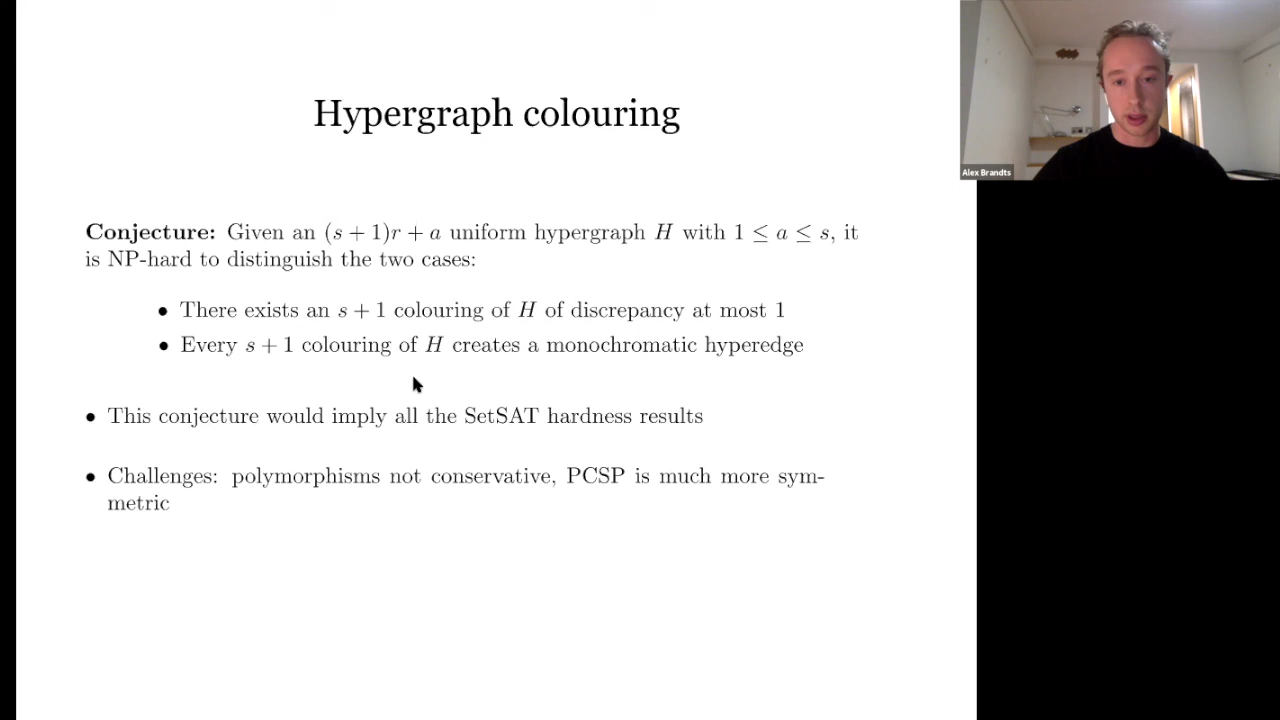 Hypergraph colouring
Alex Brandts
Conjecture: Given an (s + 1)r + a uniform hypergraph H with 1 ≤ a ≤ s, it
is NP-hard to distinguish the two cases:
• There exists an s + 1 colouring of H of discrepancy at most 1
• Every s + 1 colouring of H creates a monochromatic hyperedge
• This conjecture would imply all the SetSAT hardness results
• Challenges: polymorphisms not conservative, PCSP is much more sym-
metric